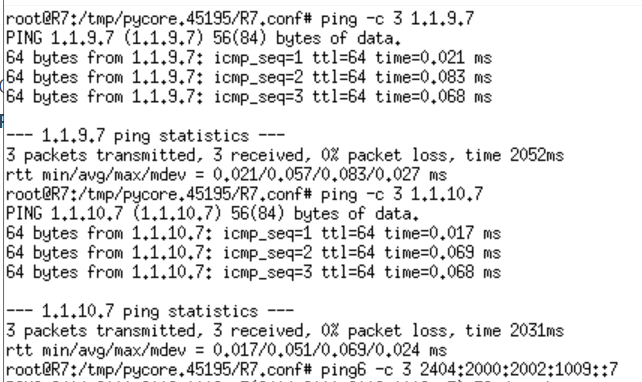 root@R7:/tmp/pycore.45195/R7.conf# ping -c 3 1.1.9.7
PING 1.1.9.7 (1.1.9.7) 56(84) bytes of data.
64 bytes from 1.1.9.7: icmp_seq=1 ttl=64 time=0.021 ms
64 bytes from 1.1.9.7: icmp_seq=2 ttl=64 time=0.083 ms
64 bytes from 1.1.9.7: icmp_seq=3 ttl=64 time=0.068 ms

--- 1.1.9.7 ping statistics ---
3 packets transmitted, 3 received, 0% packet loss, time 2052ms
rtt min/avg/max/mdev = 0.021/0.057/0.083/0.027 ms
root@R7:/tmp/pycore.45195/R7.conf# ping -c 3 1.1.10.7
PING 1.1.10.7 (1.1.10.7) 56(84) bytes of data.
64 bytes from 1.1.10.7: icmp_seq=1 ttl=64 time=0.017 ms
64 bytes from 1.1.10.7: icmp_seq=2 ttl=64 time=0.069 ms
64 bytes from 1.1.10.7: icmp_seq=3 ttl=64 time=0.068 ms

--- 1.1.10.7 ping statistics ---
3 packets transmitted, 3 received, 0% packet loss, time 2031ms
rtt min/avg/max/mdev = 0.017/0.051/0.069/0.024 ms
root@R7:/tmp/pycore.45195/R7.conf# ping6 -c 3 2404:2000:2002:1009::7